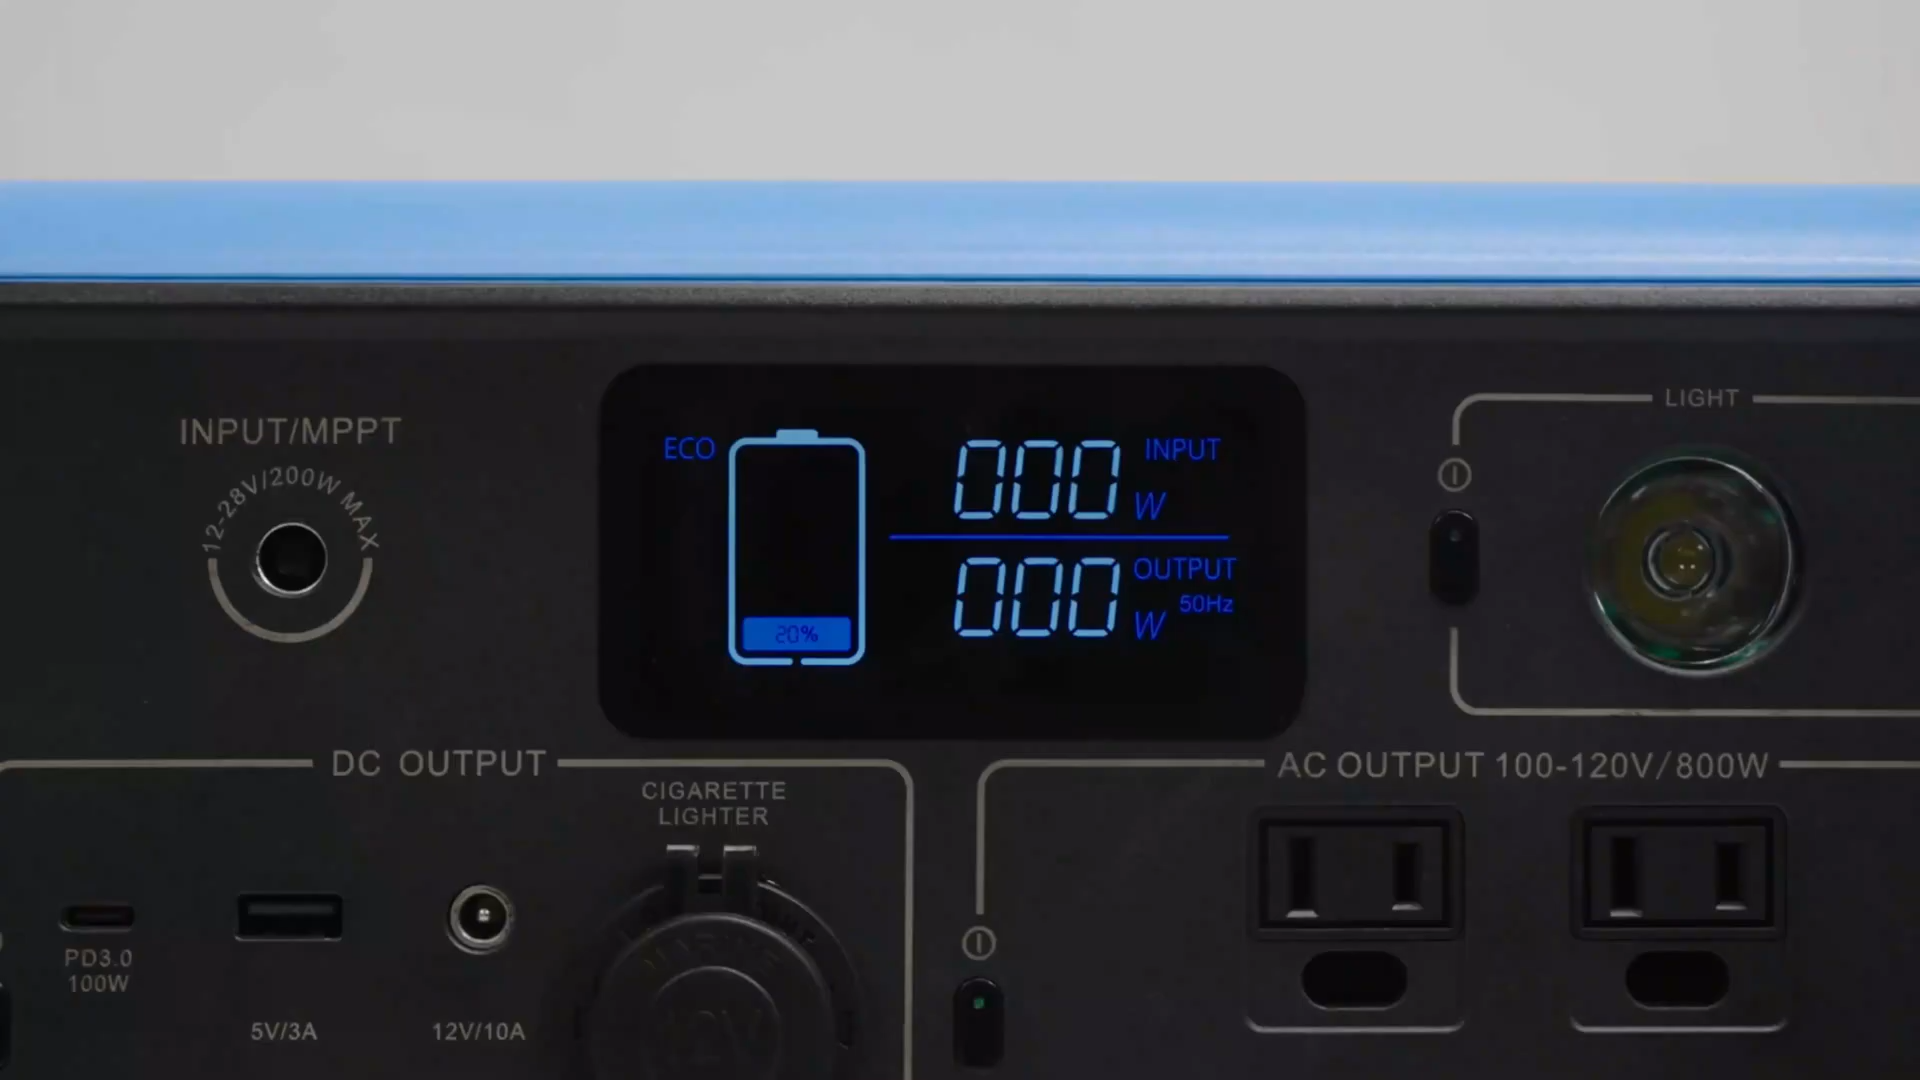 INPUT/MPPT
12-28V/200W MAX
ECO
20%
000 INPUT
W
000 OUTPUT
50Hz
W
LIGHT
DC OUTPUT
CIGARETTE
LIGHTER
PD3.0
100W
5V/3A
12V/10A
12V
AC OUTPUT 100-120V/800W